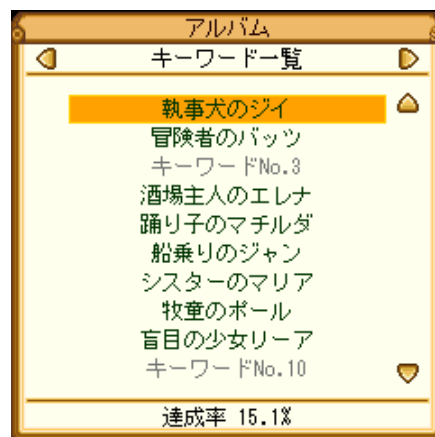 アルバム
キーワード一覧
執事犬のジイ
冒険者のバッツ
キーワードNo.3
酒場主人のエレナ
踊り子のマチルダ
船乗りのジャン
シスターのマリア
牧童のポール
盲目の少女リーア
キーワードNo.10
達成率 15.1%